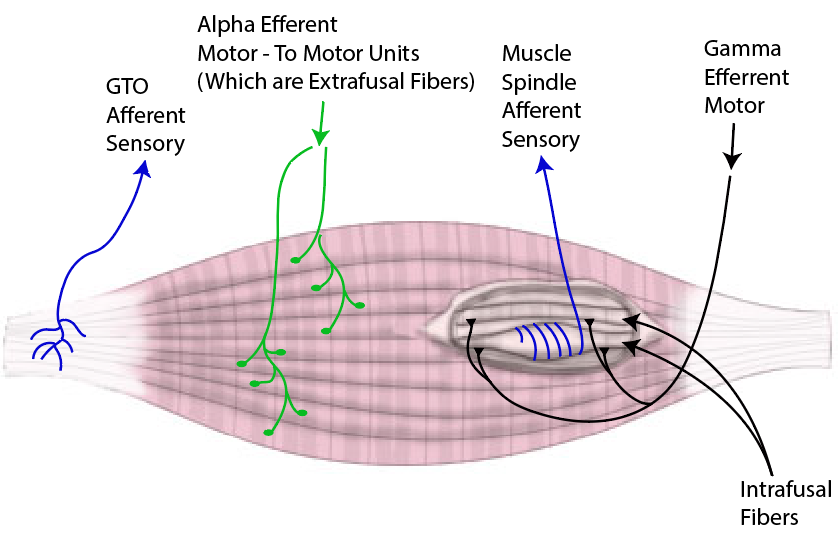 GTO
Afferent
Sensory
Alpha Efferent
Motor - To Motor Units
(Which are Extrafusal Fibers)
Muscle
Spindle
Afferent
Sensory
Gamma
Efferrent
Motor
Intrafusal
Fibers